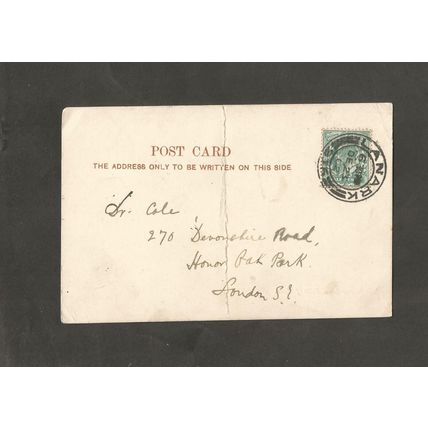 POST CARD
THE ADDRESS ONLY TO BE WRITTEN ON THIS SIDE
LANARK
Dr. Cole
270 Devonshire Road,
Honor Oak Park.
London S.E.